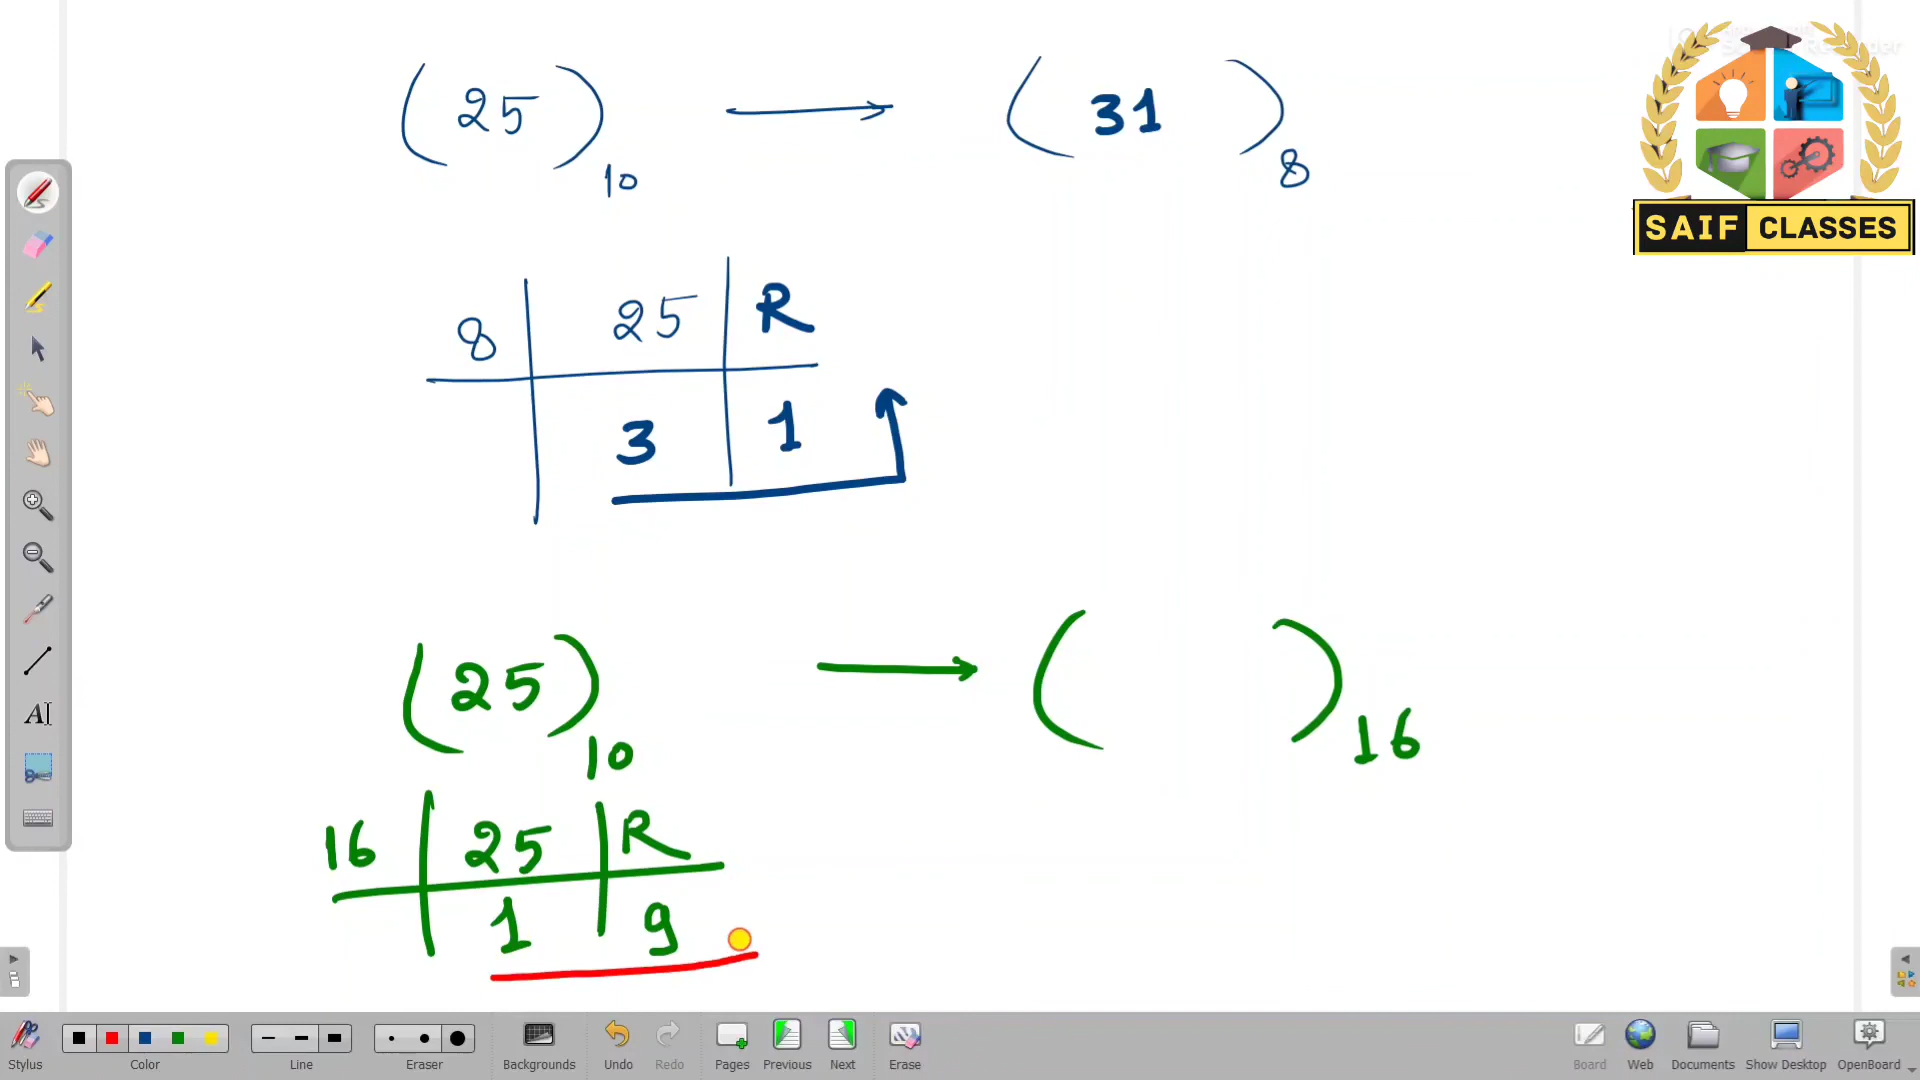 (25)10 → (31)8
8 | 25 | R
3 | 1
(25)10 → ( )16
16 | 25 | R
1 | 9
SAIF CLASSES
Stylus Color Line Eraser Backgrounds Undo Redo Pages Previous Next Erase Board Web Documents Show Desktop OpenBoard